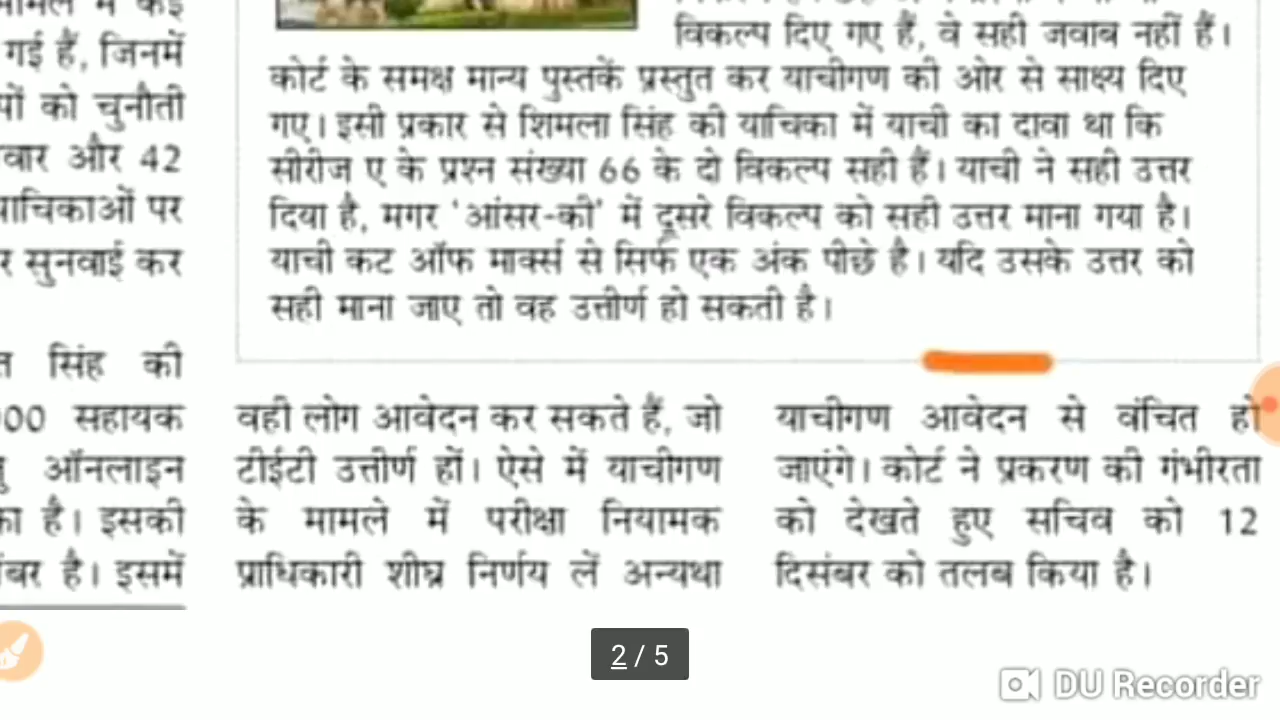 गई हैं, जिनमें
को चुनौती
और 42
याचिकाओं पर
सुनवाई कर
सिंह की
सहायक
ऑनलाइन
है। इसकी
है। इसमें
विकल्प दिए गए हैं, वे सही जवाब नहीं हैं।
कोर्ट के समक्ष मान्य पुस्तकें प्रस्तुत कर याचीगण की ओर से साक्ष्य दिए
गए। इसी प्रकार से शिमला सिंह की याचिका में याची का दावा था कि
सीरीज ए के प्रश्न संख्या 66 के दो विकल्प सही हैं। याची ने सही उत्तर
दिया है, मगर 'आंसर-की' में दूसरे विकल्प को सही उत्तर माना गया है।
याची कट ऑफ मार्क्स से सिर्फ एक अंक पीछे है। यदि उसके उत्तर को
सही माना जाए तो वह उत्तीर्ण हो सकती है।
वही लोग आवेदन कर सकते हैं, जो
टीईटी उत्तीर्ण हों। ऐसे में याचीगण
के मामले में परीक्षा नियामक
प्राधिकारी शीघ्र निर्णय लें अन्यथा
याचीगण आवेदन से वंचित हो
जाएंगे। कोर्ट ने प्रकरण की गंभीरता
को देखते हुए सचिव को 12
दिसंबर को तलब किया है।
2 / 5
DU Recorder